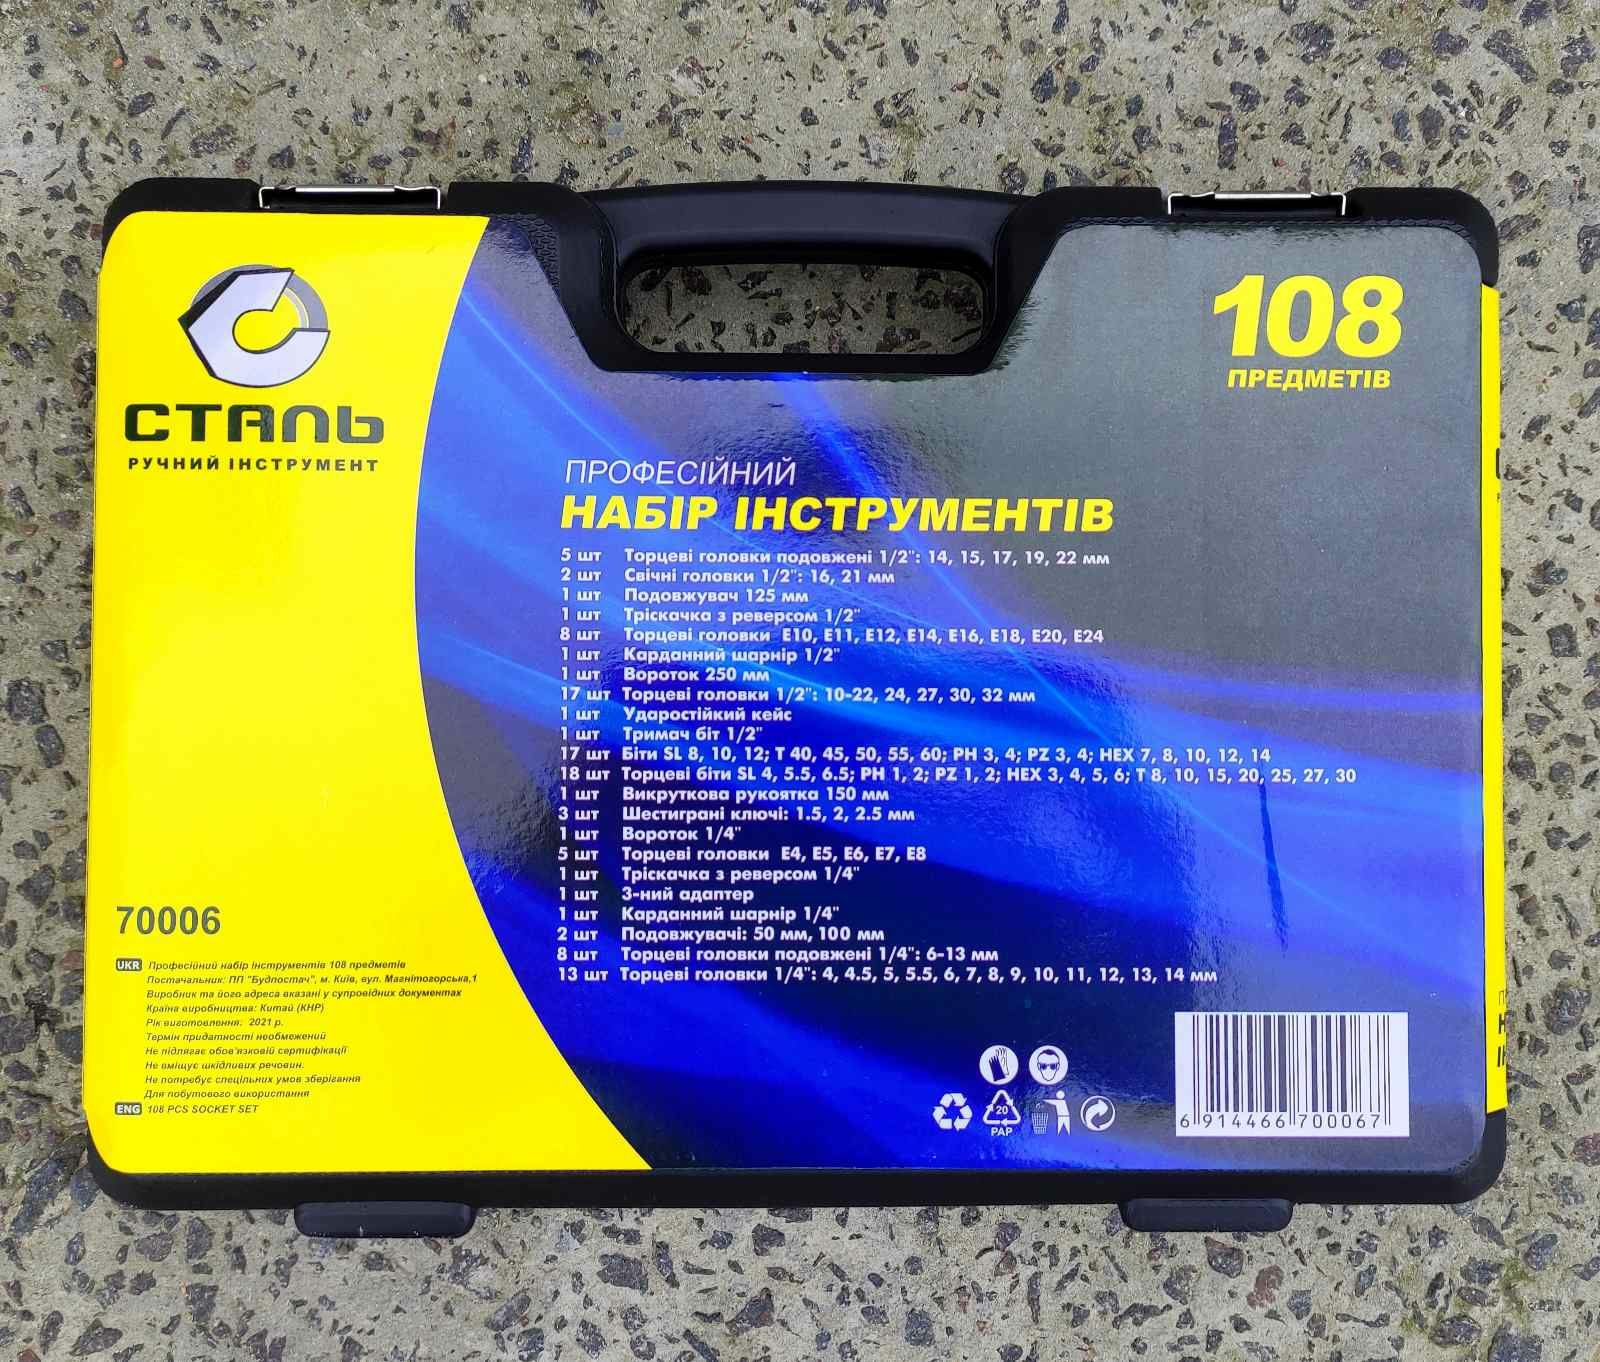 СТАЛЬ
РУЧНИЙ ІНСТРУМЕНТ
108
ПРЕДМЕТІВ
ПРОФЕСІЙНИЙ
НАБІР ІНСТРУМЕНТІВ
5 шт Торцеві головки подовжені 1/2": 14, 15, 17, 19, 22 мм
2 шт Свічні головки 1/2": 16, 21 мм
1 шт Подовжувач 125 мм
1 шт Тріскачка з реверсом 1/2"
8 шт Торцеві головки E10, E11, E12, E14, E16, E18, E20, E24
1 шт Карданний шарнір 1/2"
1 шт Вороток 250 мм
17 шт Торцеві головки 1/2": 10-22, 24, 27, 30, 32 мм
1 шт Ударостійкий кейс
1 шт Тримач біт 1/2"
17 шт Біти SL 8, 10, 12; T 40, 45, 50, 55, 60; PH 3, 4; PZ 3, 4; HEX 7, 8, 10, 12, 14
18 шт Торцеві біти SL 4, 5.5, 6.5; PH 1, 2; PZ 1, 2; HEX 3, 4, 5, 6; T 8, 10, 15, 20, 25, 27, 30
1 шт Викруткова рукоятка 150 мм
3 шт Шестиграні ключі: 1.5, 2, 2.5 мм
1 шт Вороток 1/4"
5 шт Торцеві головки E4, E5, E6, E7, E8
1 шт Тріскачка з реверсом 1/4"
1 шт 3-ний адаптер
1 шт Карданний шарнір 1/4"
2 шт Подовжувачі: 50 мм, 100 мм
8 шт Торцеві головки подовжені 1/4": 6-13 мм
13 шт Торцеві головки 1/4": 4, 4.5, 5, 5.5, 6, 7, 8, 9, 10, 11, 12, 13, 14 мм
70006
UKR Професійний набір інструментів 108 предметів
Постачальник: ПП "Будпостач", м. Київ, вул. Магнітогорська,1
Виробник та його адреса вказані у супровідних документах
Країна виробництва: Китай (КНР)
Рік виготовлення: 2021 р.
Термін придатності необмежений
Не підлягає обов'язковій сертифікації
Не вміщує шкідливих речовин.
Не потребує спеціальних умов зберігання
Для побутового використання
ENG 108 PCS SOCKET SET
20
PAP
6 914466 700067